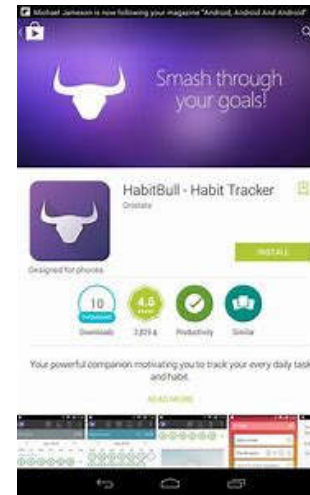 Michael Jameson is now following your magazine "Android, Android And Android"
Smash through
your goals!
HabitBull - Habit Tracker
Oristats
INSTALL
Designed for phones
10
Downloads
4.5
Productivity
Similar
Your powerful companion motivating you to track your every daily task
and habit.
READ MORE